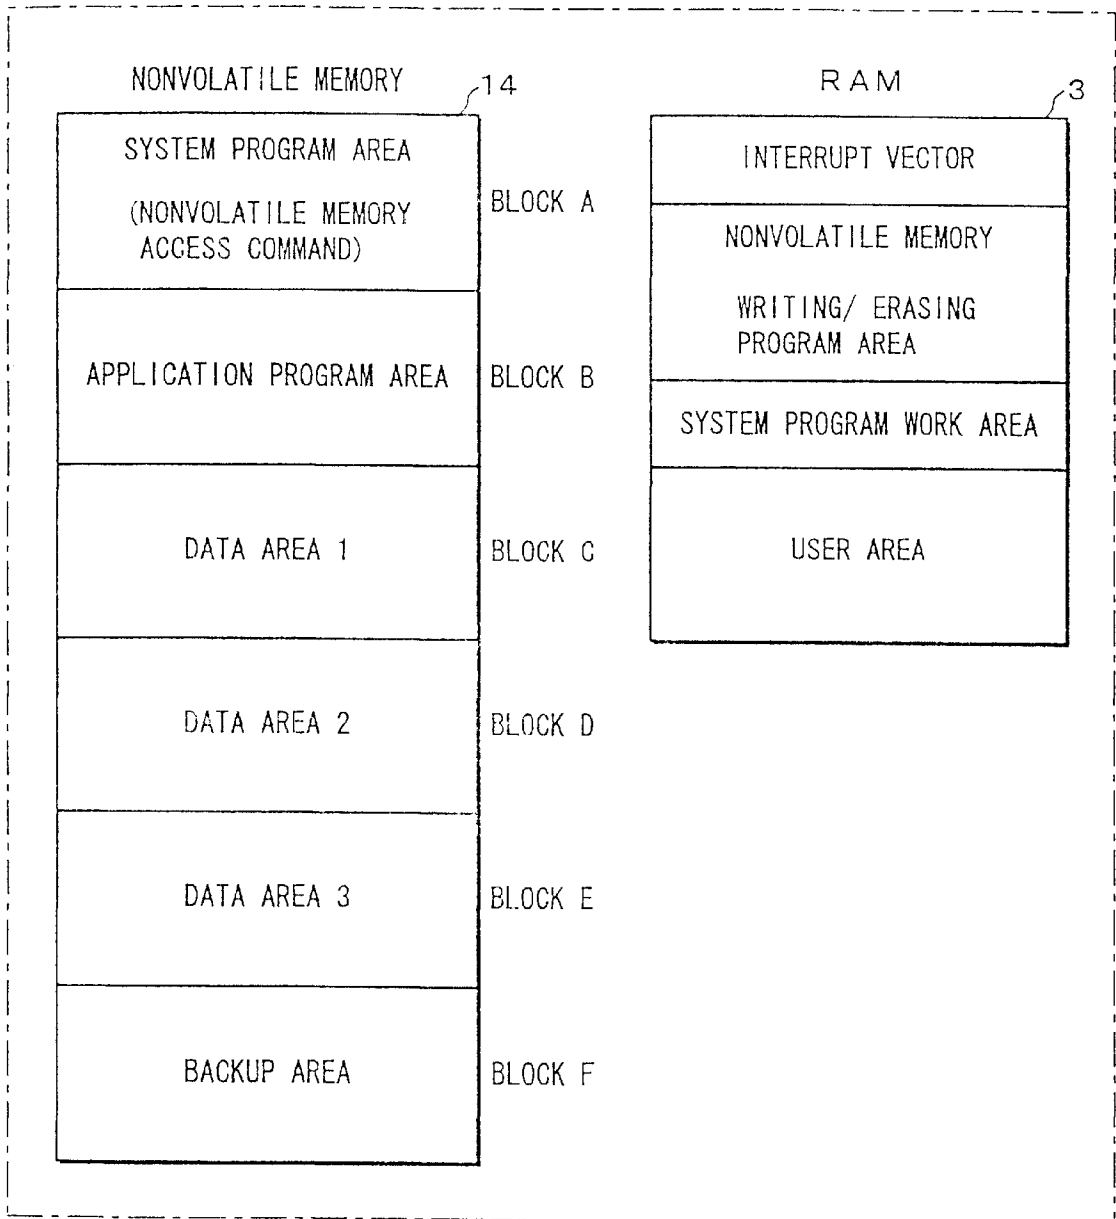 NONVOLATILE MEMORY
14
SYSTEM PROGRAM AREA
(NONVOLATILE MEMORY
ACCESS COMMAND)
BLOCK A
APPLICATION PROGRAM AREA
BLOCK B
DATA AREA 1
BLOCK C
DATA AREA 2
BLOCK D
DATA AREA 3
BLOCK E
BACKUP AREA
BLOCK F
RAM
3
INTERRUPT VECTOR
NONVOLATILE MEMORY
WRITING/ ERASING
PROGRAM AREA
SYSTEM PROGRAM WORK AREA
USER AREA